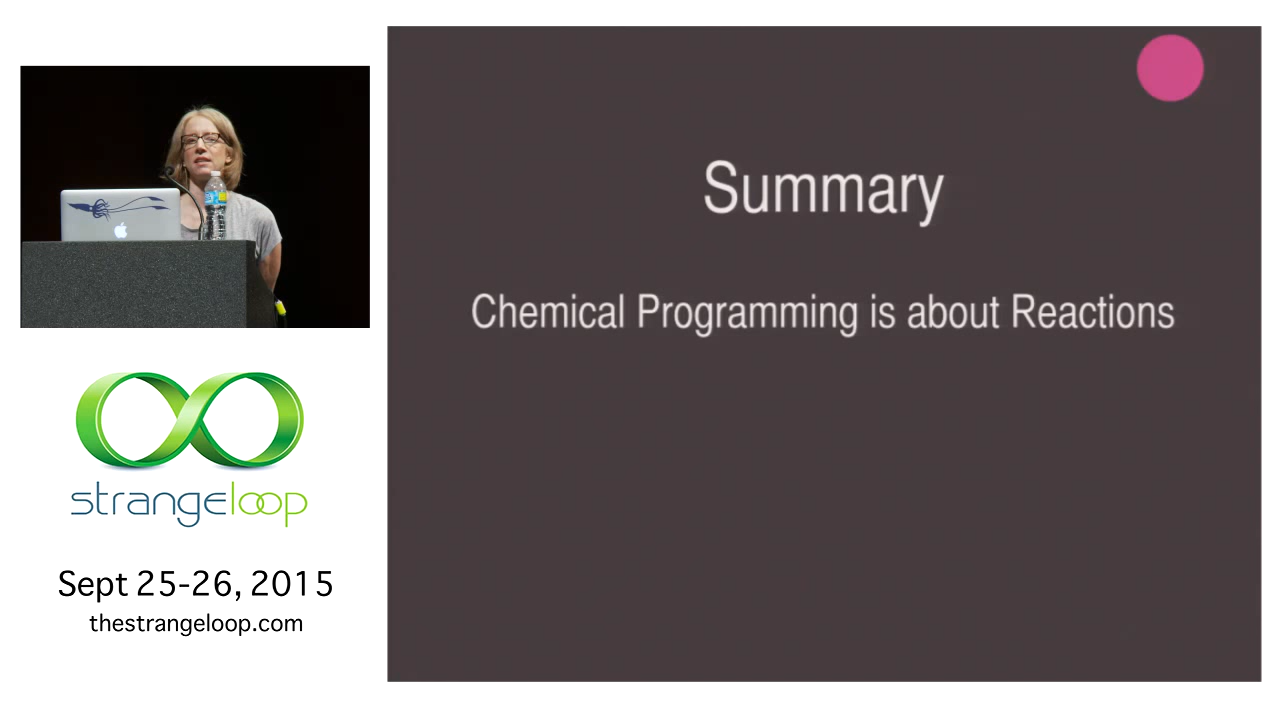 strangeloop
Sept 25-26, 2015
thestrangeloop.com
Summary
Chemical Programming is about Reactions